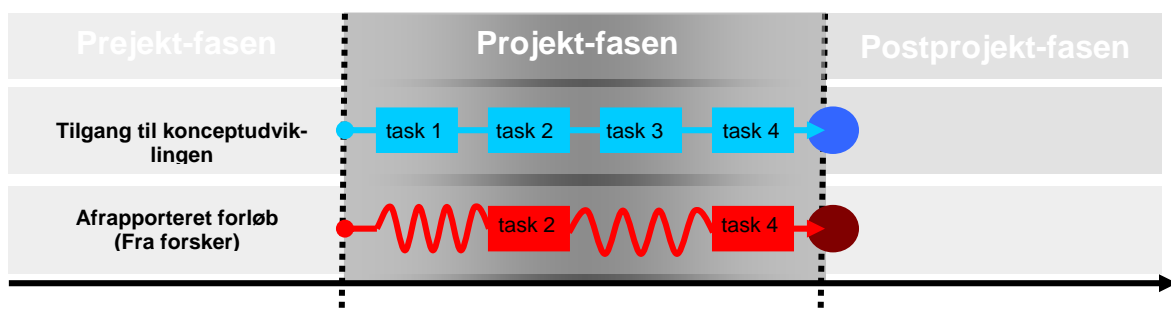 Prejekt-fasen
Projekt-fasen
Postprojekt-fasen
Tilgang til konceptudvik-
lingen
task 1
task 2
task 3
task 4
Afrapporteret forløb
(Fra forsker)
task 2
task 4